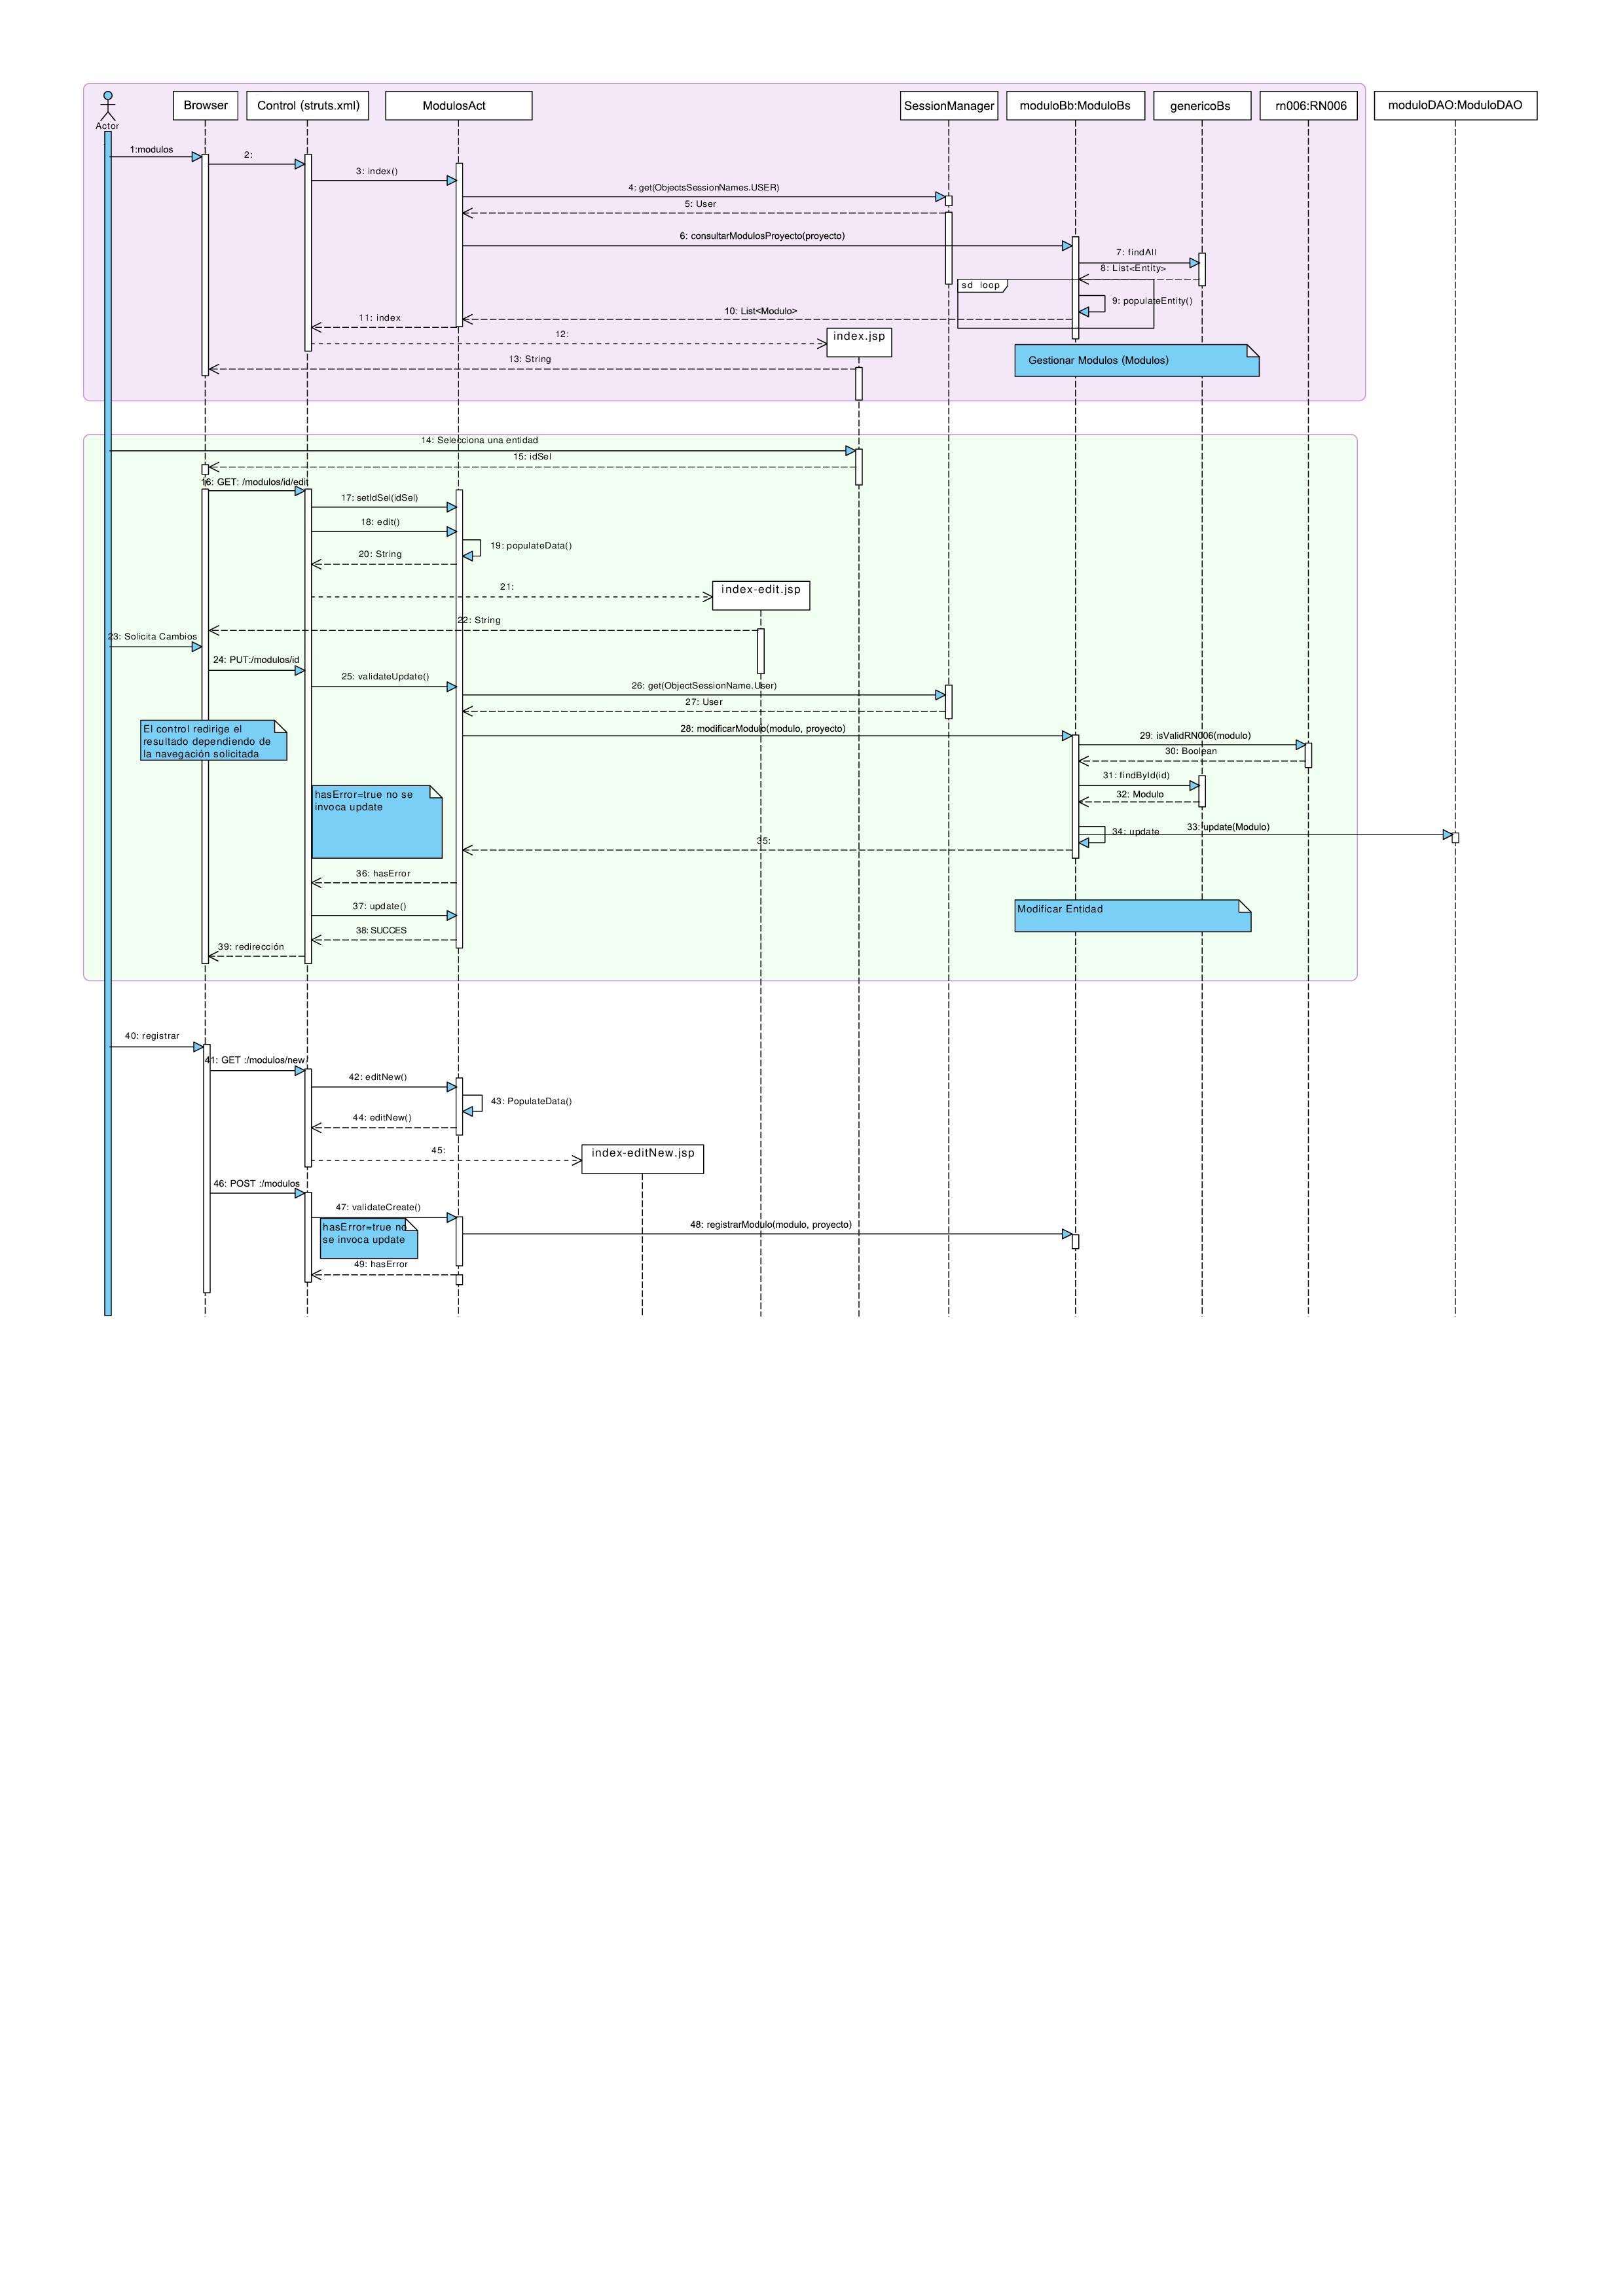 Actor
Browser
Control (struts.xml)
ModulosAct
SessionManager
moduloBb:ModuloBs
genericoBs
rn006:RN006
moduloDAO:ModuloDAO
1:modulos
2:
3: index()
4: get(ObjectsSessionNames.USER)
5: User
6: consultarModulosProyecto(proyecto)
7: findAll
8: List<Entity>
sd loop
9: populateEntity()
10: List<Modulo>
11: index
12:
index.jsp
13: String
Gestionar Modulos (Modulos)
14: Selecciona una entidad
15: idSel
16: GET: /modulos/id/edit
17: setIdSel(idSel)
18: edit()
19: populateData()
20: String
21:
index-edit.jsp
22: String
23: Solicita Cambios
24: PUT:/modulos/id
25: validateUpdate()
26: get(ObjectSessionName.User)
27: User
28: modificarModulo(modulo, proyecto)
El control redirige el
resultado dependiendo de
la navegación solicitada
29: isValidRN006(modulo)
30: Boolean
31: findById(id)
32: Modulo
hasError=true no se
invoca update
33: update(Modulo)
34: update
35:
36: hasError
37: update()
Modificar Entidad
38: SUCCES
39: redirección
40: registrar
41: GET :/modulos/new
42: editNew()
43: PopulateData()
44: editNew()
45:
index-editNew.jsp
46: POST :/modulos
47: validateCreate()
hasError=true no
se invoca update
48: registrarModulo(modulo, proyecto)
49: hasError